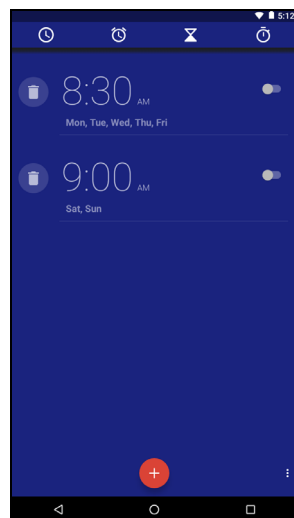 5:12
8:30 AM
Mon, Tue, Wed, Thu, Fri
9:00 AM
Sat, Sun